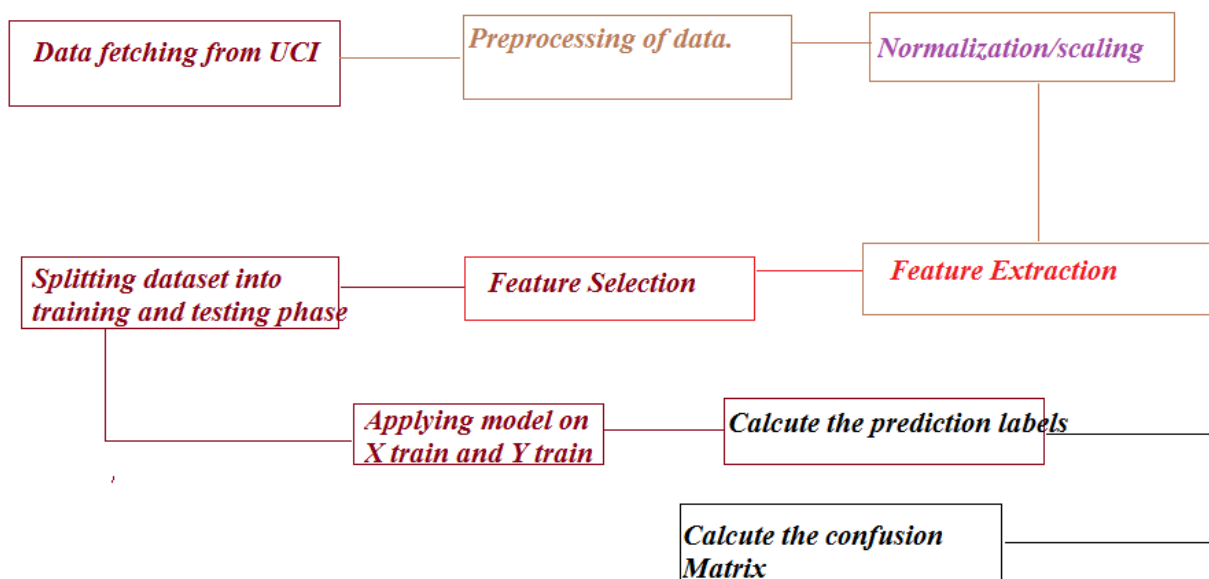 Data fetching from UCI
Preprocessing of data.
Normalization/scaling
Splitting dataset into
training and testing phase
Feature Selection
Feature Extraction
Applying model on
X train and Y train
Calcute the prediction labels
Calcute the confusion
Matrix